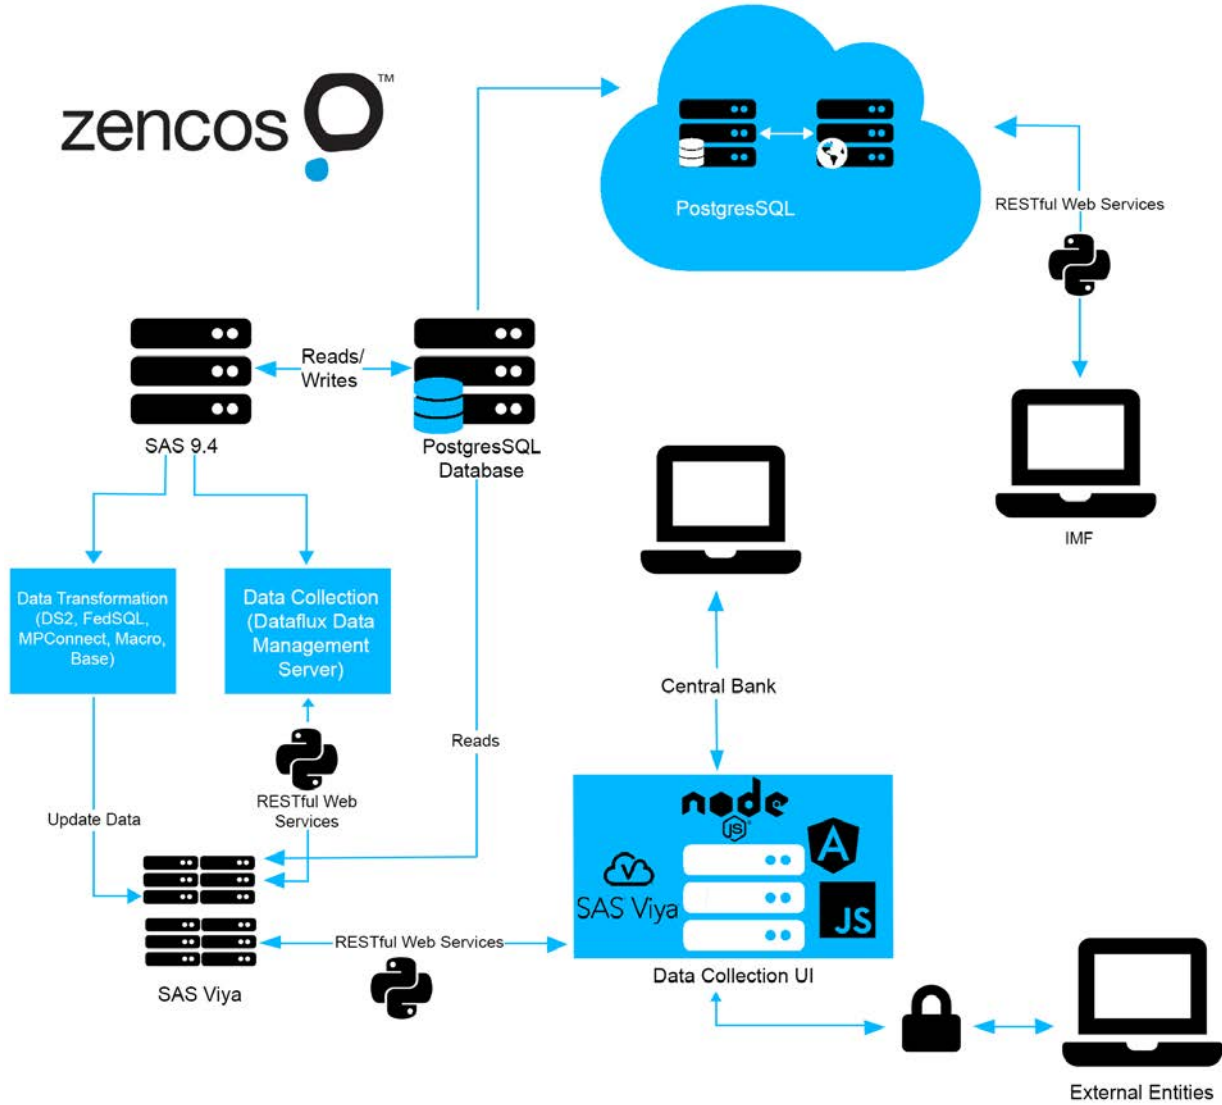 zencos
TM
PostgresSQL
RESTful Web Services
Reads/
Writes
SAS 9.4
PostgresSQL
Database
IMF
Data Transformation
(DS2, FedSQL,
MPConnect, Macro,
Base)
Data Collection
(Dataflux Data
Management
Server)
Central Bank
Reads
RESTful Web
Services
Update Data
node
JS
A
SAS Viya
JS
RESTful Web Services
SAS Viya
Data Collection UI
External Entities